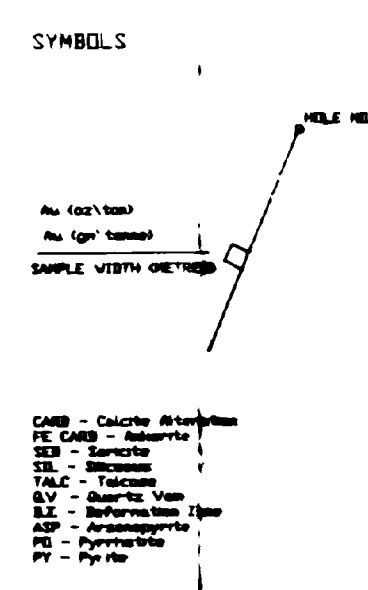 SYMBOLS
HOLE NO
Au (oz\ton)
Au (gm\tonne)
SAMPLE WIDTH (METRES)
CARB - Calcite Alteration
FE CARB - Ankerite
SER - Sericite
SIL - Siliceous
TALC - Talcose
Q.V - Quartz Vein
D.Z. - Deformation Zone
ASP - Arsenopyrite
PO - Pyrrhotite
PY - Pyrite